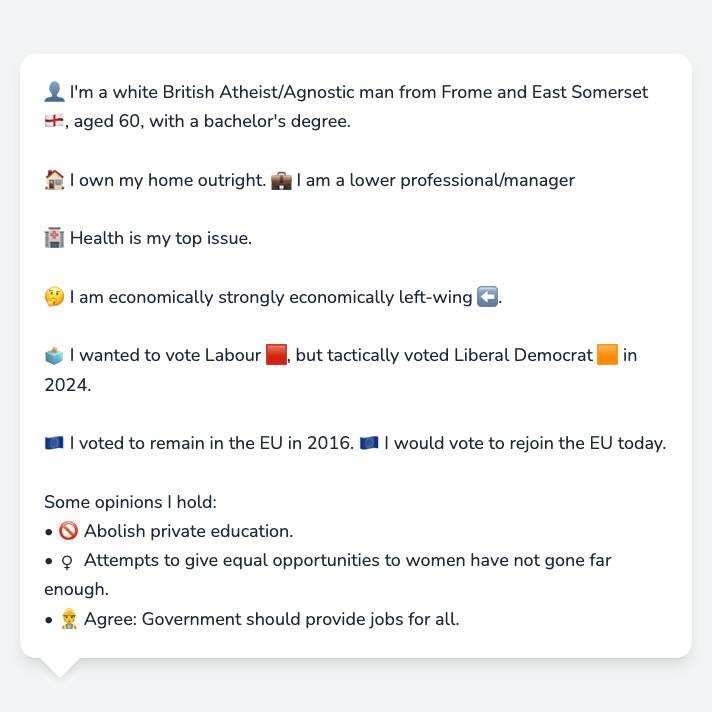 👤 I'm a white British Atheist/Agnostic man from Frome and East Somerset
🏴󠁧󠁢󠁥󠁮󠁧󠁿, aged 60, with a bachelor's degree.
🏠 I own my home outright. 💼 I am a lower professional/manager
🏥 Health is my top issue.
🤔 I am economically strongly economically left-wing ⬅️.
🗳️ I wanted to vote Labour 🟥, but tactically voted Liberal Democrat 🟧 in
2024.
🇪🇺 I voted to remain in the EU in 2016. 🇪🇺 I would vote to rejoin the EU today.
Some opinions I hold:
• 🚫 Abolish private education.
• ♀ Attempts to give equal opportunities to women have not gone far
enough.
• 👷 Agree: Government should provide jobs for all.